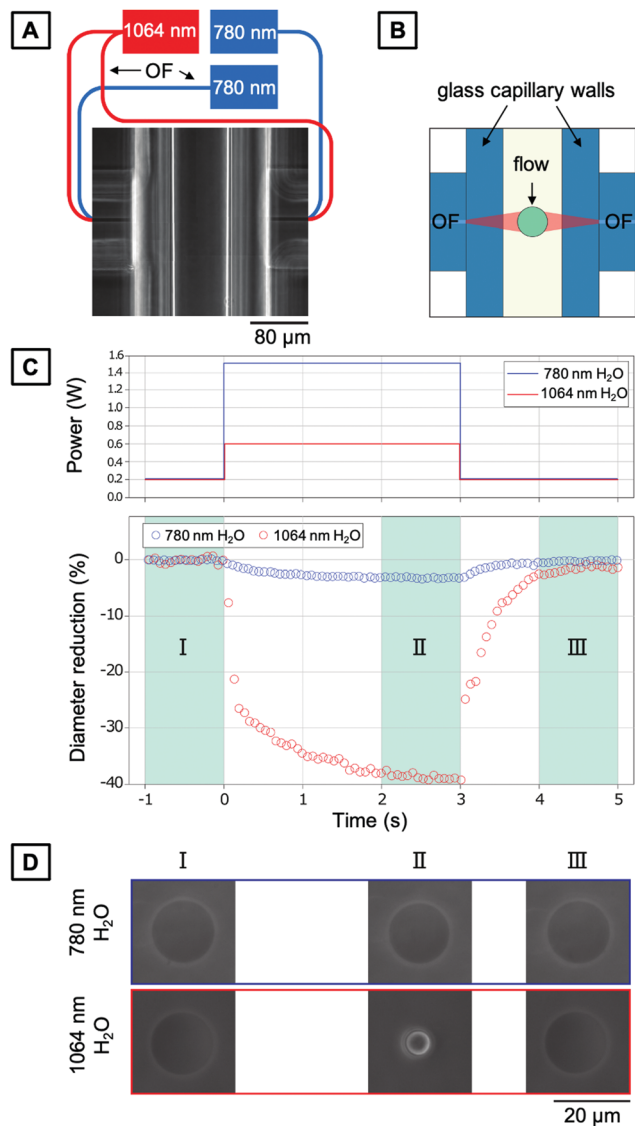 A
1064 nm
780 nm
OF
780 nm
80 µm
B
glass capillary walls
flow
OF
OF
C
Power (W)
1.6
1.4
1.2
1.0
0.8
0.6
0.4
0.2
0.0
780 nm H₂O
1064 nm H₂O
Diameter reduction (%)
0
-10
-20
-30
-40
780 nm H₂O
1064 nm H₂O
I
II
III
-1
0
1
2
3
4
5
Time (s)
D
I
II
III
780 nm
H₂O
1064 nm
H₂O
20 µm